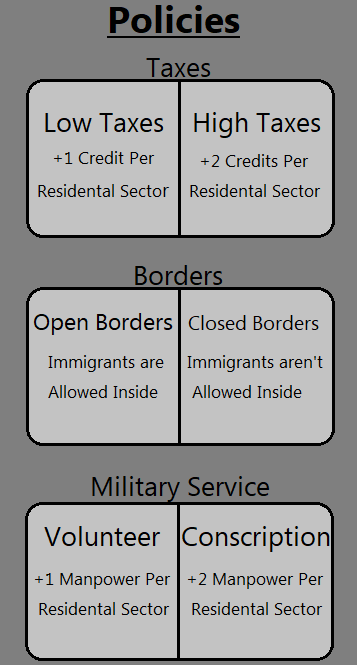 Policies
Taxes
Low Taxes
+1 Credit Per
Residental Sector
High Taxes
+2 Credits Per
Residental Sector
Borders
Open Borders
Immigrants are
Allowed Inside
Closed Borders
Immigrants aren't
Allowed Inside
Military Service
Volunteer
+1 Manpower Per
Residental Sector
Conscription
+2 Manpower Per
Residental Sector